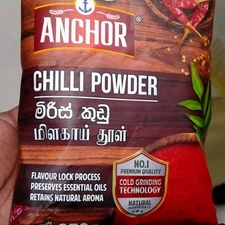 ANCHOR
CHILLI POWDER
මිරිස් කුඩු
மிளகாய் தூள்
FLAVOUR LOCK PROCESS
PRESERVES ESSENTIAL OILS
RETAINS NATURAL AROMA
NO.1
PREMIUM QUALITY
COLD GRINDING
TECHNOLOGY
NATURAL
INGREDIENTS